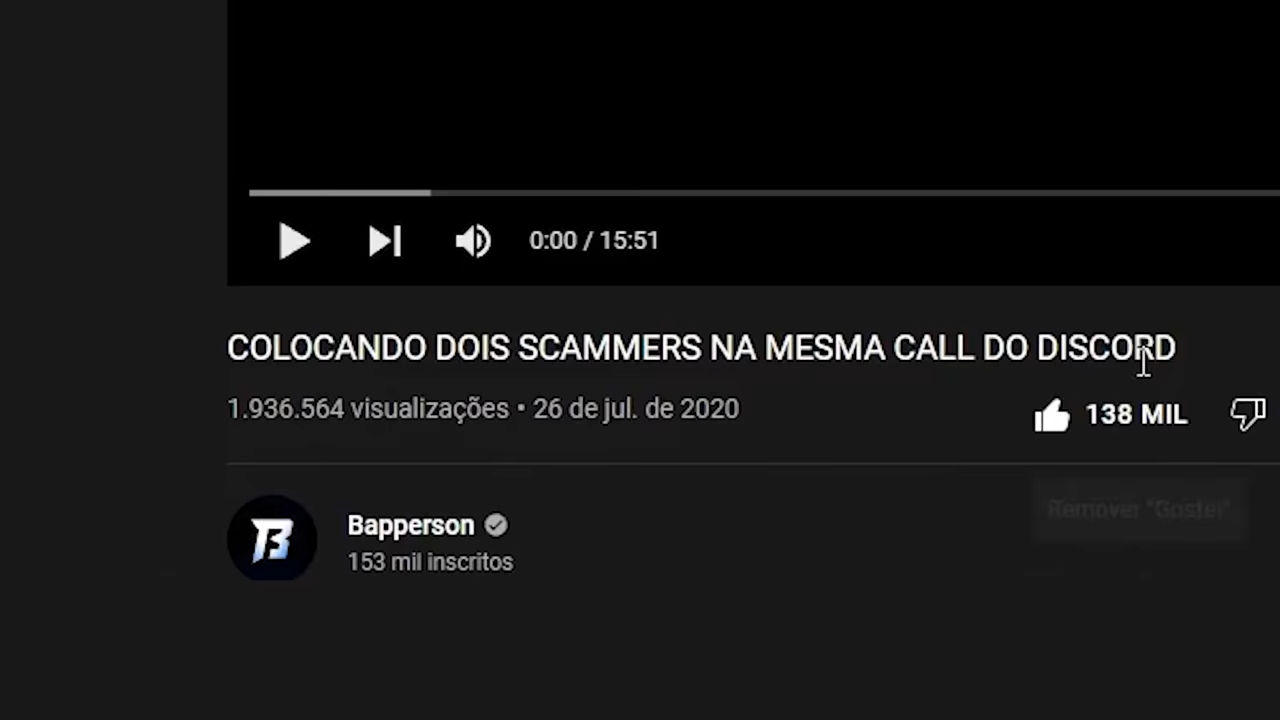 0:00 / 15:51
COLOCANDO DOIS SCAMMERS NA MESMA CALL DO DISCORD
1.936.564 visualizações • 26 de jul. de 2020
138 MIL
Remover "Gostei"
B
Bapperson
153 mil inscritos